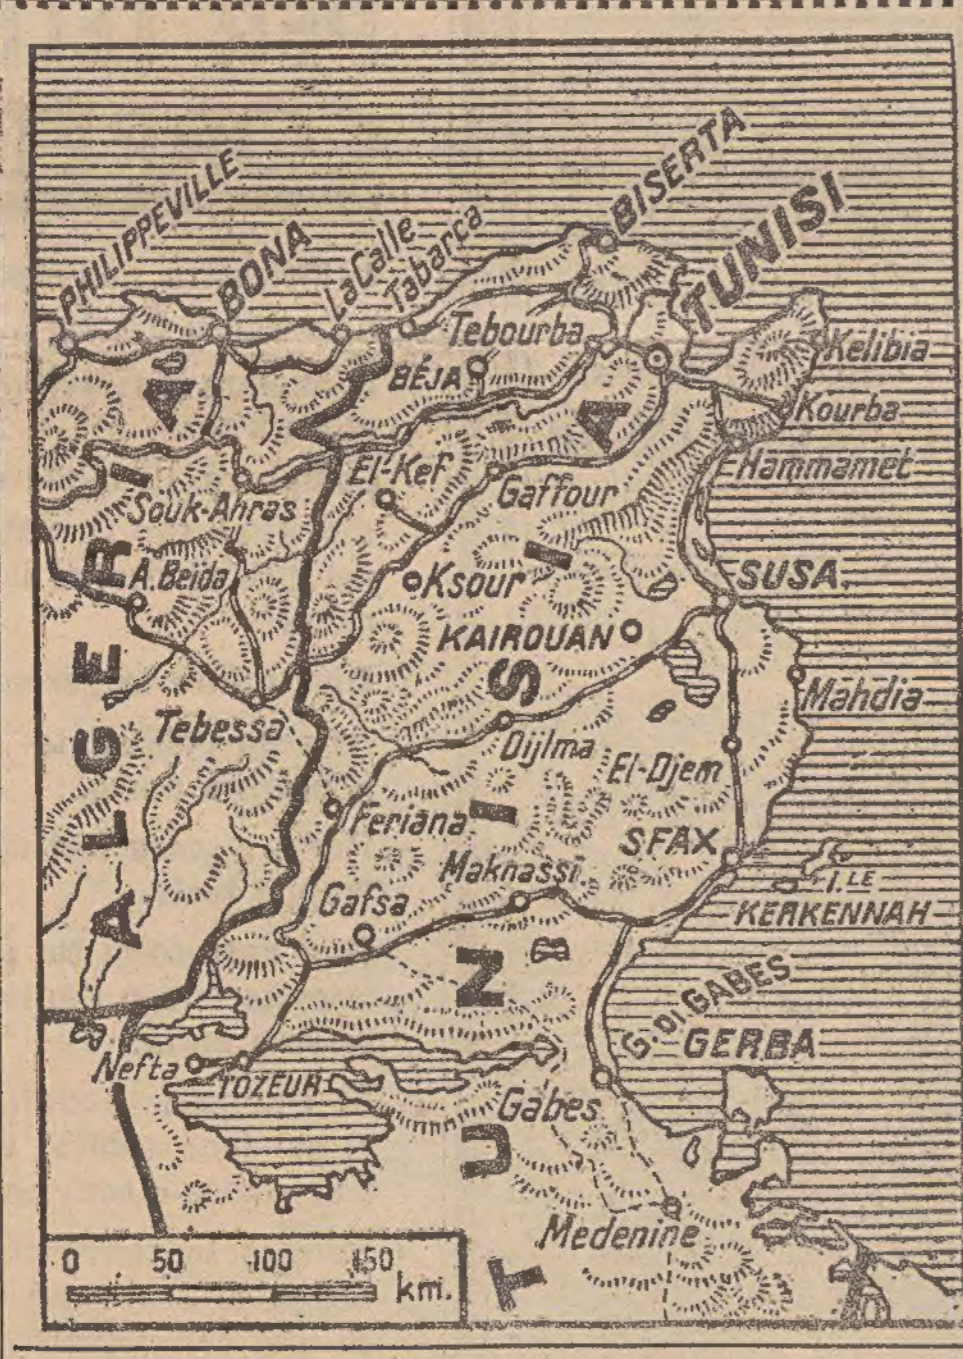 PHILIPPEVILLE
BONA
La Calle
Tabarca
BISERTA
TUNISI
Tebourba
BÉJA
Kelibia
Kourba
Hammamet
El-Kef
Gaffour
Souk-Ahras
A. Beida
Ksour
SUSA
KAIROUAN
Mahdia
Tebessa
Dijlma
El-Djem
Feriana
SFAX
Maknassi
Gafsa
I.LE
KERKENNAH
G. DI GABES
GERBA
Nefta
TOZEUR
Gabes
Medenine
ALGERIA
TUNISIA
0 50 100 150
km.